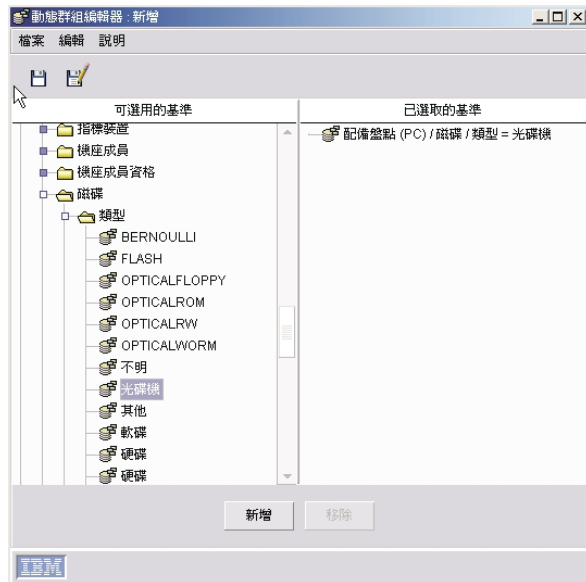 動態群組編輯器 : 新增
檔案 編輯 說明
可選用的基準
指標裝置
機座成員
機座成員資格
磁碟
類型
BERNOULLI
FLASH
OPTICALFLOPPY
OPTICALROM
OPTICALRW
OPTICALWORM
不明
光碟機
其他
軟碟
硬碟
硬碟
已選取的基準
配備盤點 (PC) / 磁碟 / 類型 = 光碟機
新增 移除
IBM